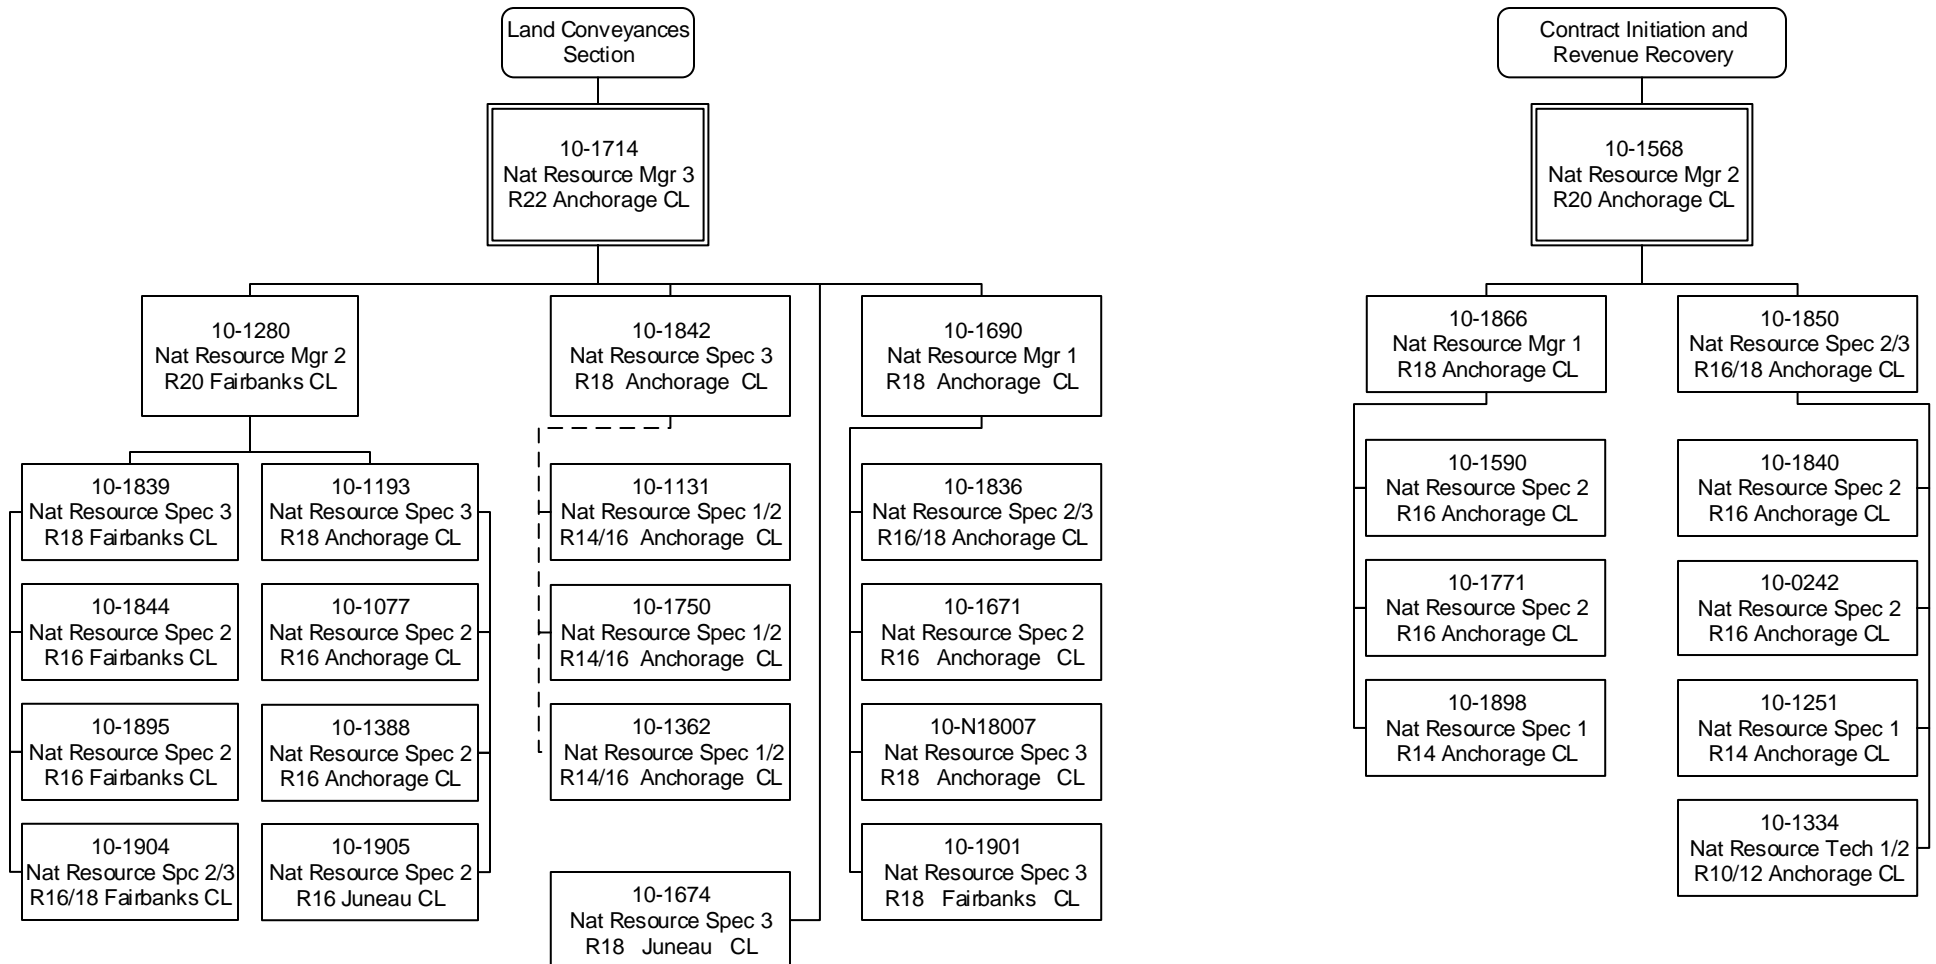 Land Conveyances
Section
10-1714
Nat Resource Mgr 3
R22 Anchorage CL
10-1280
Nat Resource Mgr 2
R20 Fairbanks CL
10-1839
Nat Resource Spec 3
R18 Fairbanks CL
10-1844
Nat Resource Spec 2
R16 Fairbanks CL
10-1895
Nat Resource Spec 2
R16 Fairbanks CL
10-1904
Nat Resource Spc 2/3
R16/18 Fairbanks CL
10-1193
Nat Resource Spec 3
R18 Anchorage CL
10-1077
Nat Resource Spec 2
R16 Anchorage CL
10-1388
Nat Resource Spec 2
R16 Anchorage CL
10-1905
Nat Resource Spec 2
R16 Juneau CL
10-1842
Nat Resource Spec 3
R18 Anchorage CL
10-1131
Nat Resource Spec 1/2
R14/16 Anchorage CL
10-1750
Nat Resource Spec 1/2
R14/16 Anchorage CL
10-1362
Nat Resource Spec 1/2
R14/16 Anchorage CL
10-1674
Nat Resource Spec 3
R18 Juneau CL
10-1690
Nat Resource Mgr 1
R18 Anchorage CL
10-1836
Nat Resource Spec 2/3
R16/18 Anchorage CL
10-1671
Nat Resource Spec 2
R16 Anchorage CL
10-N18007
Nat Resource Spec 3
R18 Anchorage CL
10-1901
Nat Resource Spec 3
R18 Fairbanks CL
Contract Initiation and
Revenue Recovery
10-1568
Nat Resource Mgr 2
R20 Anchorage CL
10-1866
Nat Resource Mgr 1
R18 Anchorage CL
10-1590
Nat Resource Spec 2
R16 Anchorage CL
10-1771
Nat Resource Spec 2
R16 Anchorage CL
10-1898
Nat Resource Spec 1
R14 Anchorage CL
10-1850
Nat Resource Spec 2/3
R16/18 Anchorage CL
10-1840
Nat Resource Spec 2
R16 Anchorage CL
10-0242
Nat Resource Spec 2
R16 Anchorage CL
10-1251
Nat Resource Spec 1
R14 Anchorage CL
10-1334
Nat Resource Tech 1/2
R10/12 Anchorage CL